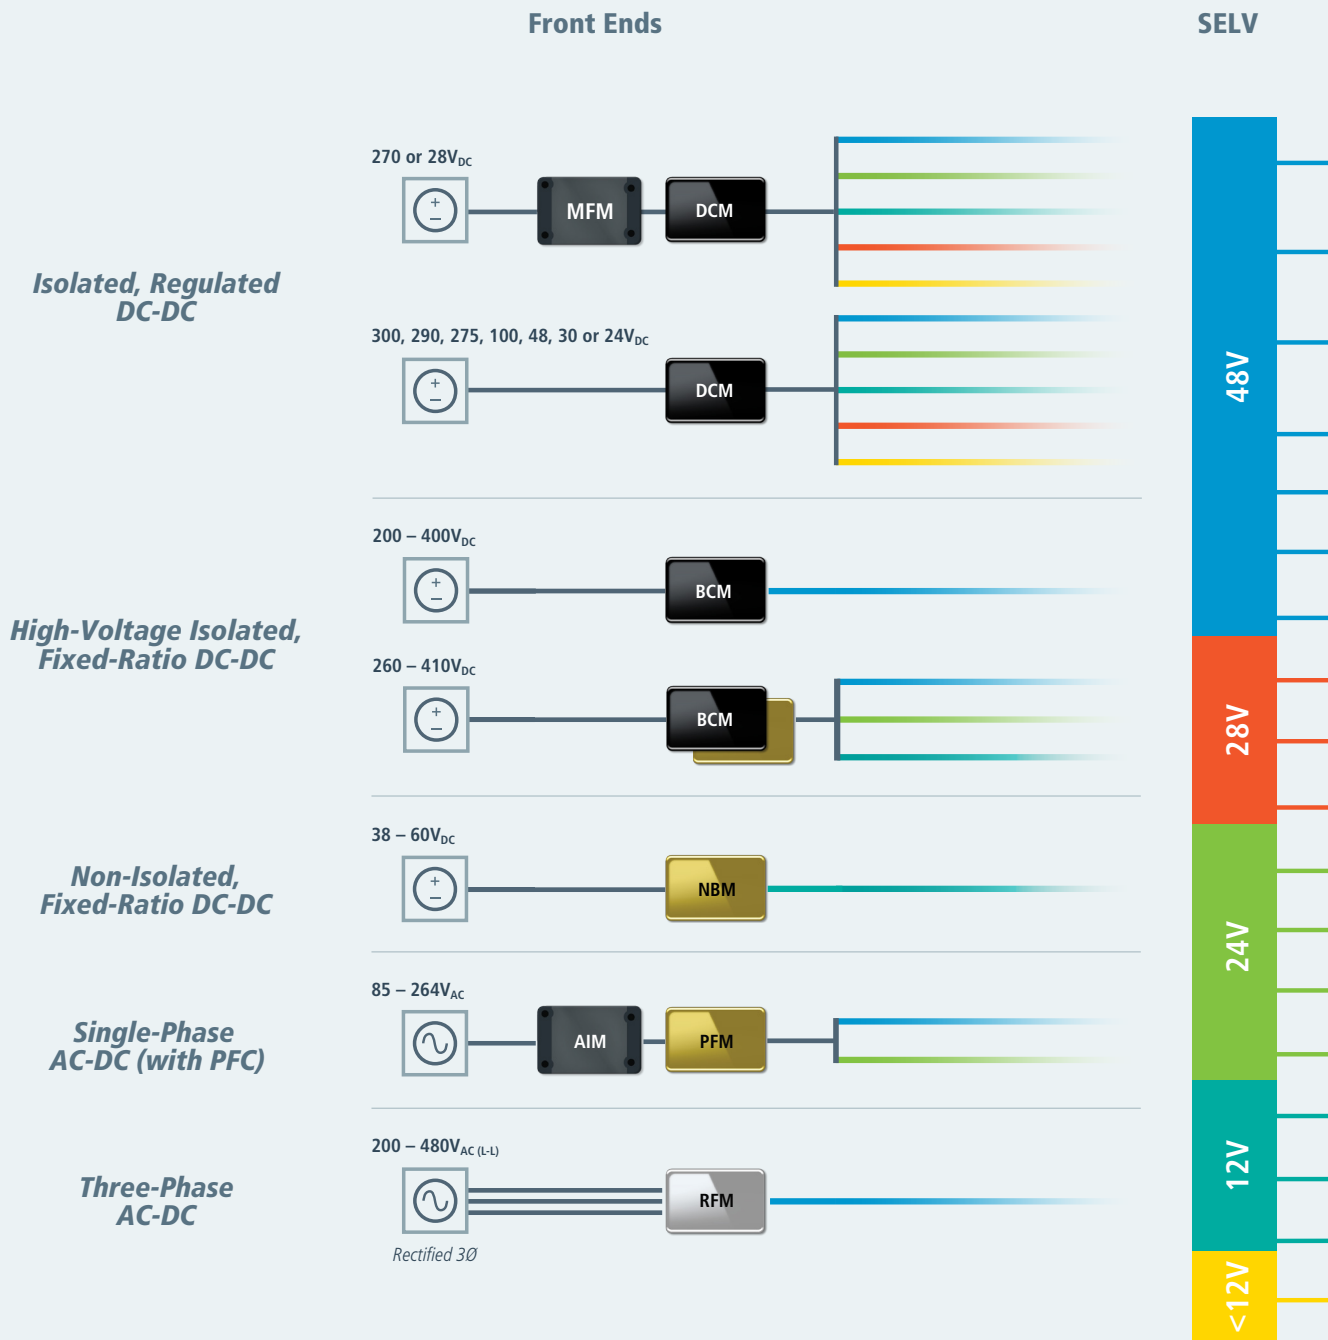 Front Ends
SELV
Isolated, Regulated
DC-DC
270 or 28VDC
+
–
MFM
DCM
300, 290, 275, 100, 48, 30 or 24VDC
+
–
DCM
High-Voltage Isolated,
Fixed-Ratio DC-DC
200 – 400VDC
+
–
BCM
260 – 410VDC
+
–
BCM
Non-Isolated,
Fixed-Ratio DC-DC
38 – 60VDC
+
–
NBM
Single-Phase
AC-DC (with PFC)
85 – 264VAC
AIM
PFM
Three-Phase
AC-DC
200 – 480VAC (L-L)
RFM
Rectified 3Ø
48V
28V
24V
12V
<12V